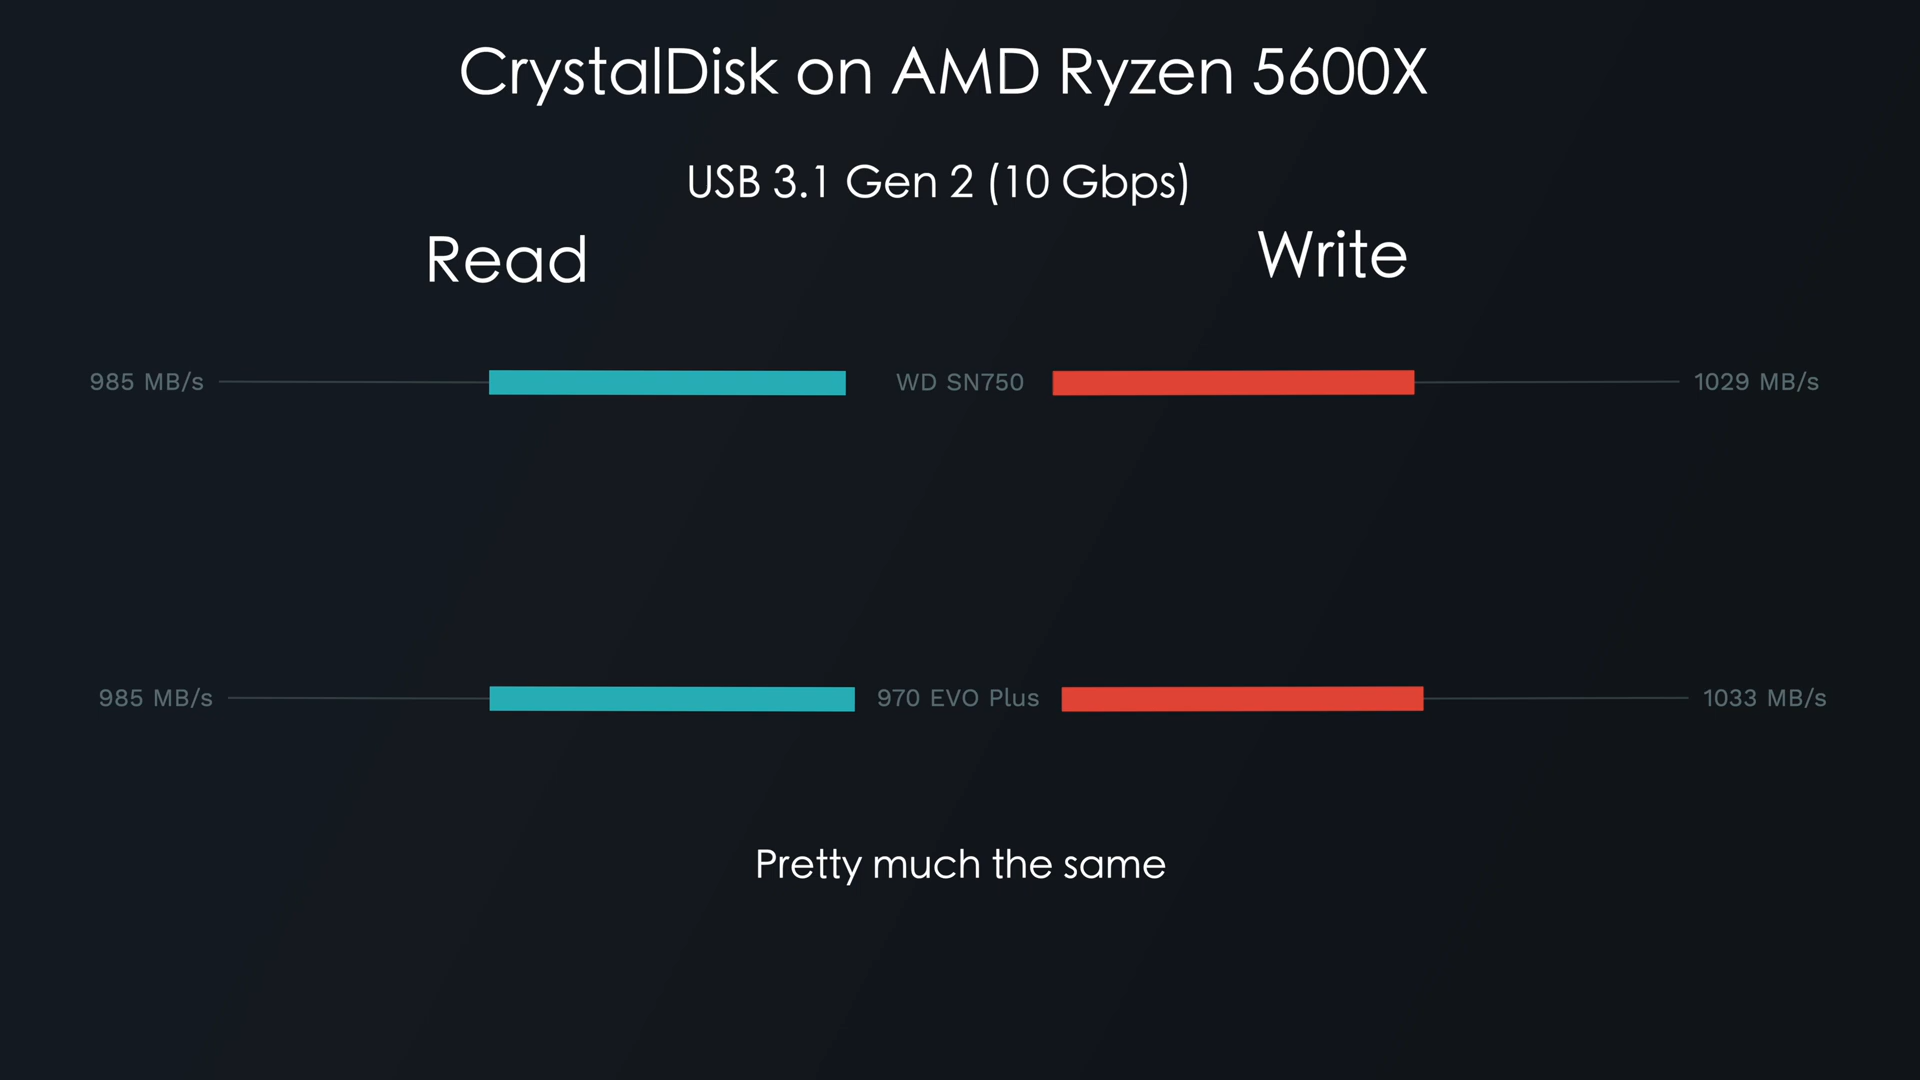 CrystalDisk on AMD Ryzen 5600X
USB 3.1 Gen 2 (10 Gbps)
Read
Write
985 MB/s
WD SN750
1029 MB/s
985 MB/s
970 EVO Plus
1033 MB/s
Pretty much the same